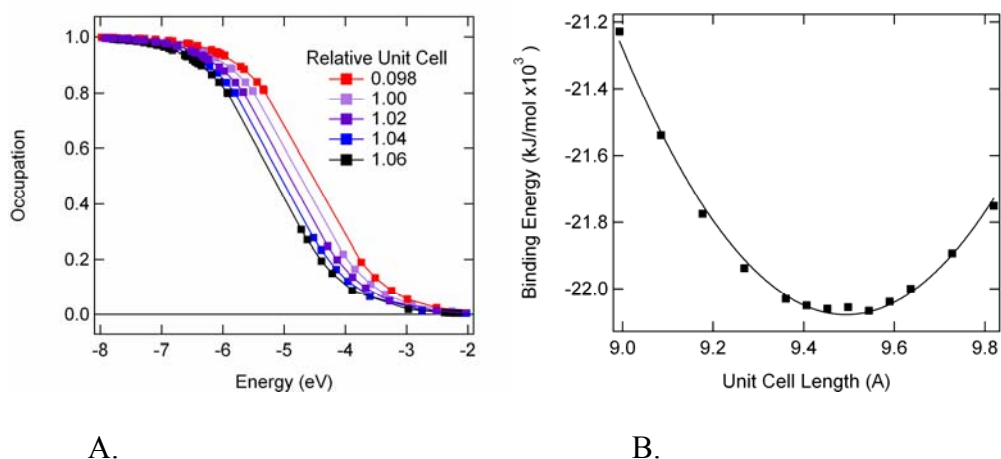 1.0
0.8
0.6
0.4
0.2
0.0
Occupation
-8 -7 -6 -5 -4 -3 -2
Energy (eV)
Relative Unit Cell
0.098
1.00
1.02
1.04
1.06
A.
-21.2
-21.4
-21.6
-21.8
-22.0
Binding Energy (kJ/mol x10³)
9.0 9.2 9.4 9.6 9.8
Unit Cell Length (A)
B.